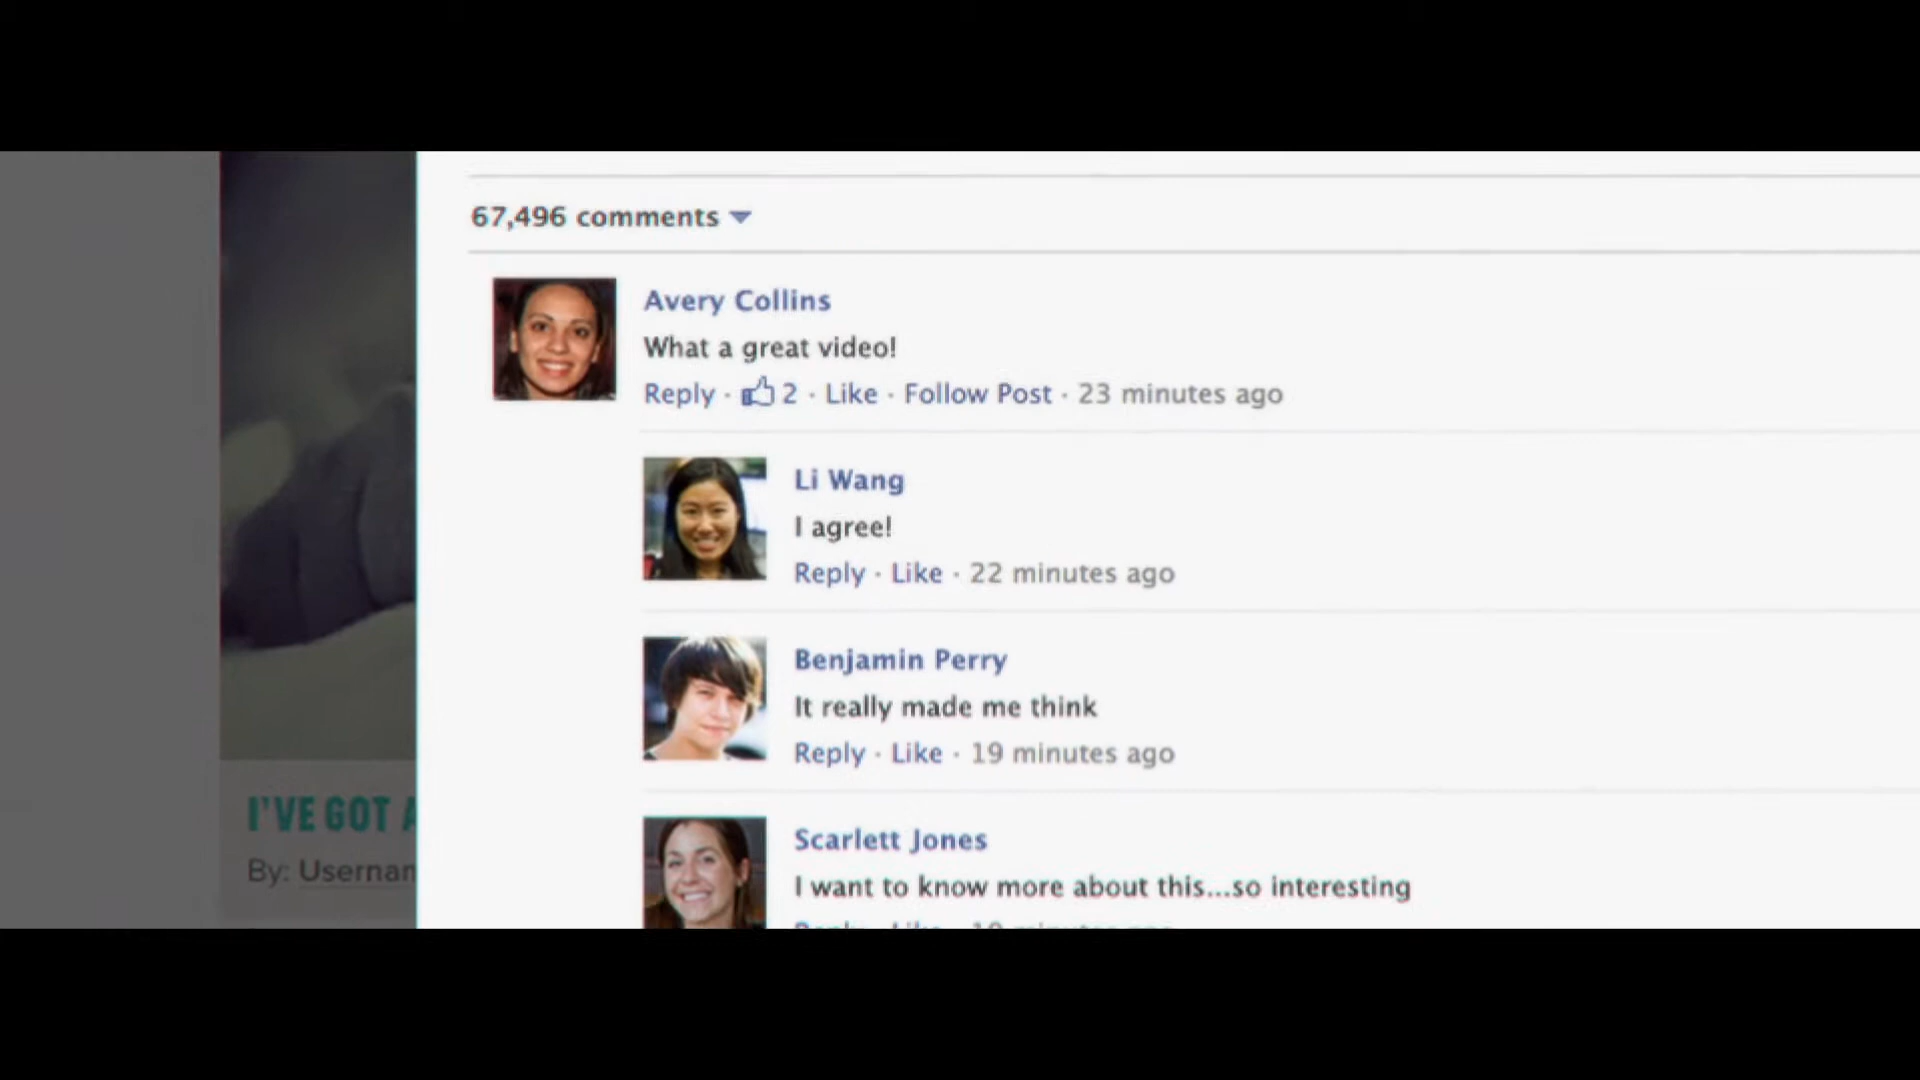 67,496 comments
Avery Collins
What a great video!
Reply · 2 · Like · Follow Post · 23 minutes ago
Li Wang
I agree!
Reply · Like · 22 minutes ago
Benjamin Perry
It really made me think
Reply · Like · 19 minutes ago
Scarlett Jones
I want to know more about this...so interesting
I'VE GOT
By: